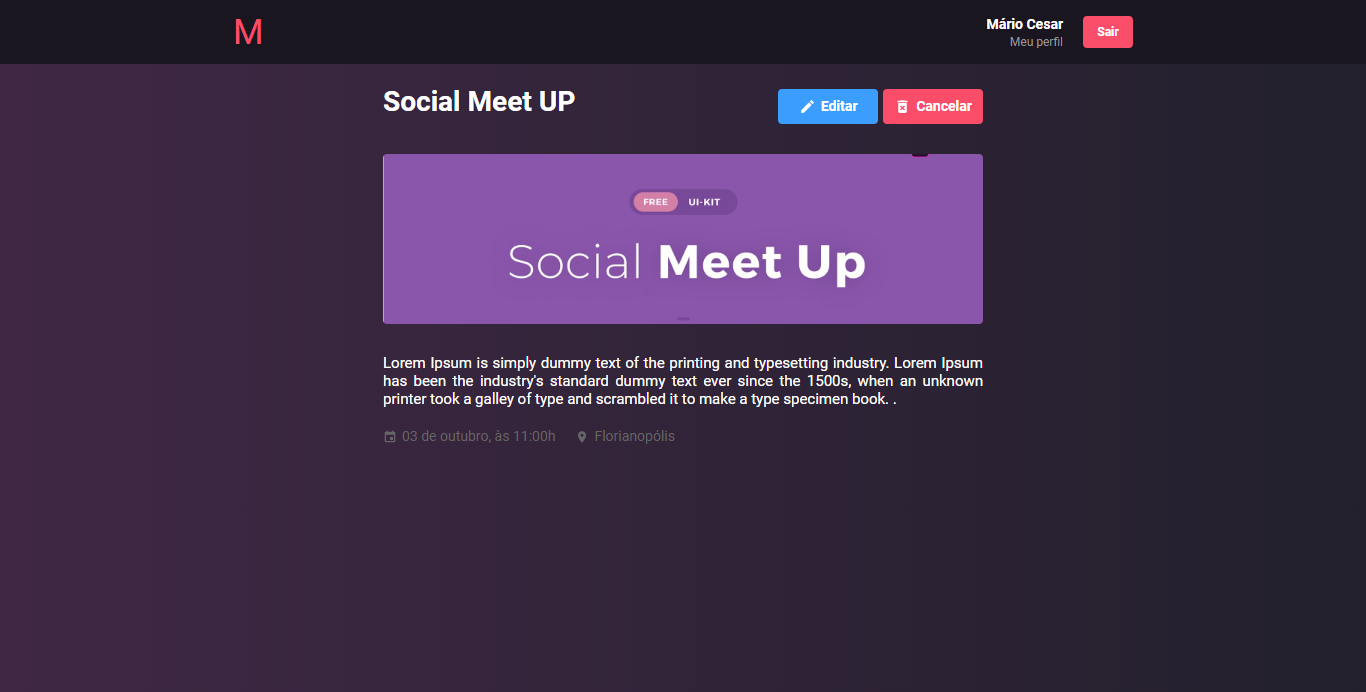 M
Mário Cesar
Meu perfil
Sair
Social Meet UP
Editar
Cancelar
FREE UI-KIT
Social Meet Up
Lorem Ipsum is simply dummy text of the printing and typesetting industry. Lorem Ipsum
has been the industry's standard dummy text ever since the 1500s, when an unknown
printer took a galley of type and scrambled it to make a type specimen book. .
03 de outubro, às 11:00h
Florianopólis